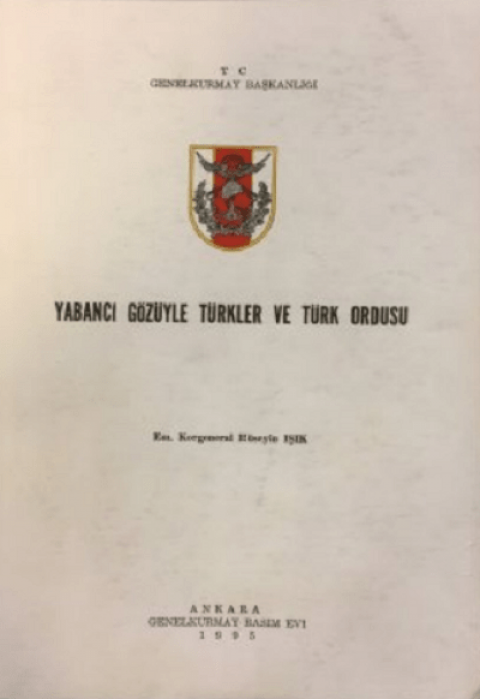 T C
GENELKURMAY BAŞKANLIĞI
YABANCI GÖZÜYLE TÜRKLER VE TÜRK ORDUSU
Em. Korgeneral Hüseyin IŞIK
ANKARA
GENELKURMAY BASIM EVİ
1995